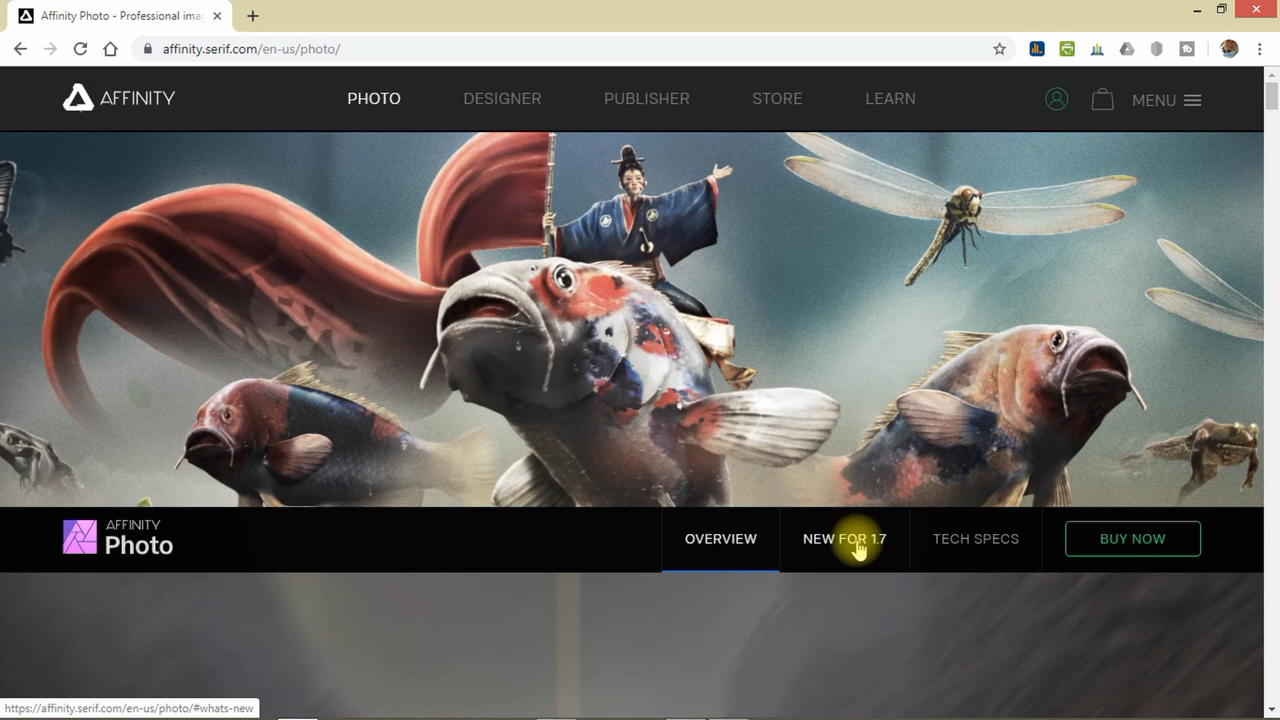 Affinity Photo - Professional ima
affinity.serif.com/en-us/photo/
AFFINITY
PHOTO
DESIGNER
PUBLISHER
STORE
LEARN
MENU
AFFINITY
Photo
OVERVIEW
NEW FOR 1.7
TECH SPECS
BUY NOW
https://affinity.serif.com/en-us/photo/#whats-new